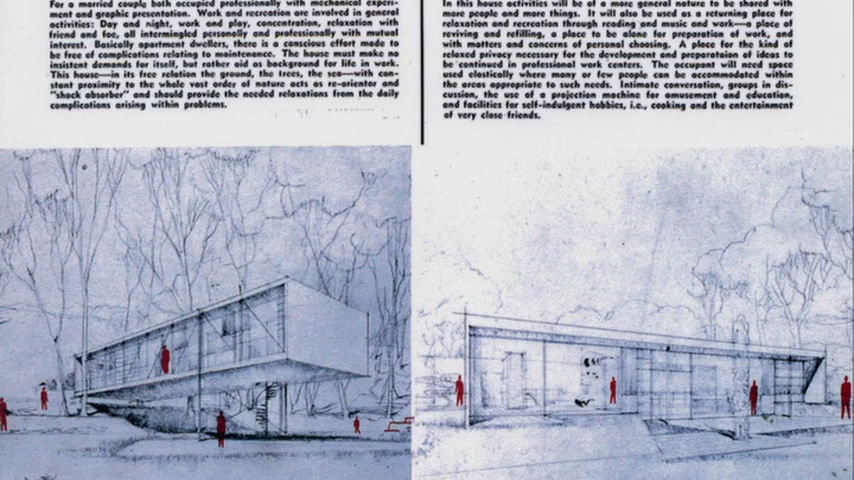 For a married couple both occupied professionally with mechanical experi-
ment and graphic presentation. Work and recreation are involved in general
activities: Day and night, work and play, concentration, relaxation with
friend and foe, all intermingled personally and professionally with mutual
interest. Basically apartment dwellers, there is a conscious effort made to
be free of complications relating to maintenance. The house must make no
insistent demands for itself, but rather aid as background for life in work.
This house—in its free relation the ground, the trees, the sea—with con-
stant proximity to the whole vast order of nature acts as re-orientor and
"shock absorber" and should provide the needed relaxations from the daily
complications arising within problems.
In this house activities will be of a more general nature to be shared with
more people and more things. It will also be used as a returning place for
relaxation and recreation through reading and music and work—a place of
reviving and refilling, a place to be alone for preparation of work, and
with matters and concerns of personal choosing. A place for the kind of
relaxed privacy necessary for the development and preparatoion of ideas to
be continued in professional work centers. The occupant will need space
used elastically where many or few people can be accommodated within
the areas appropriate to such needs. Intimate conversation, groups in dis-
cussion, the use of a projection machine for amusement and education,
and facilities for self-indulgent hobbies, i.e., cooking and the entertainment
of very close friends.